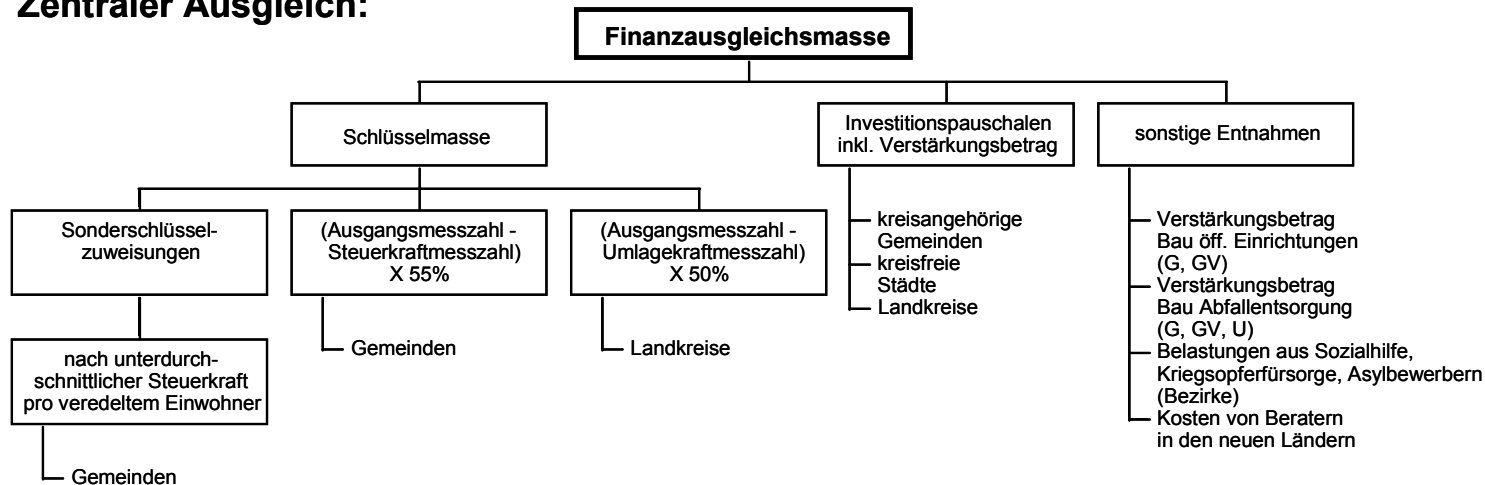 Zentraler Ausgleich:
Finanzausgleichsmasse
Schlüsselmasse
Investitionspauschalen
inkl. Verstärkungsbetrag
sonstige Entnahmen
Sonderschlüssel-
zuweisungen
(Ausgangsmesszahl -
Steuerkraftmesszahl)
X 55%
(Ausgangsmesszahl -
Umlagekraftmesszahl)
X 50%
nach unterdurch-
schnittlicher Steuerkraft
pro veredeltem Einwohner
Gemeinden
Gemeinden
Landkreise
kreisangehörige
Gemeinden
kreisfreie
Städte
Landkreise
Verstärkungsbetrag
Bau öff. Einrichtungen
(G, GV)
Verstärkungsbetrag
Bau Abfallentsorgung
(G, GV, U)
Belastungen aus Sozialhilfe,
Kriegsopferfürsorge, Asylbewerbern
(Bezirke)
Kosten von Beratern
in den neuen Ländern